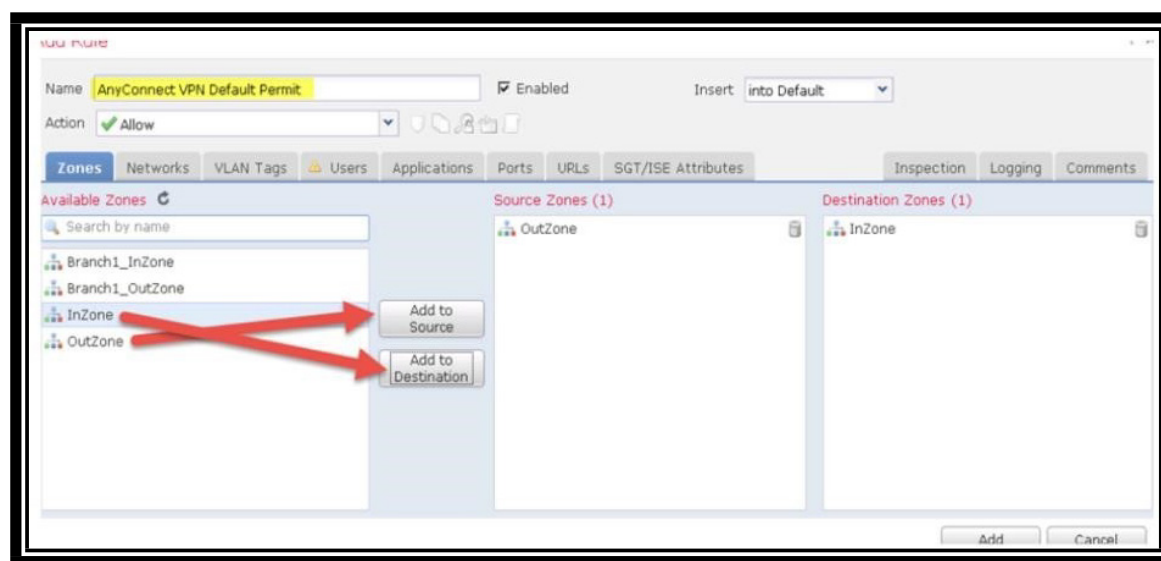 Add Rule
Name AnyConnect VPN Default Permit Enabled Insert into Default
Action Allow
Zones Networks VLAN Tags Users Applications Ports URLs SGT/ISE Attributes Inspection Logging Comments
Available Zones Source Zones (1) Destination Zones (1)
Search by name OutZone InZone
Branch1_InZone
Branch1_OutZone
InZone
OutZone
Add to
Source
Add to
Destination
Add Cancel